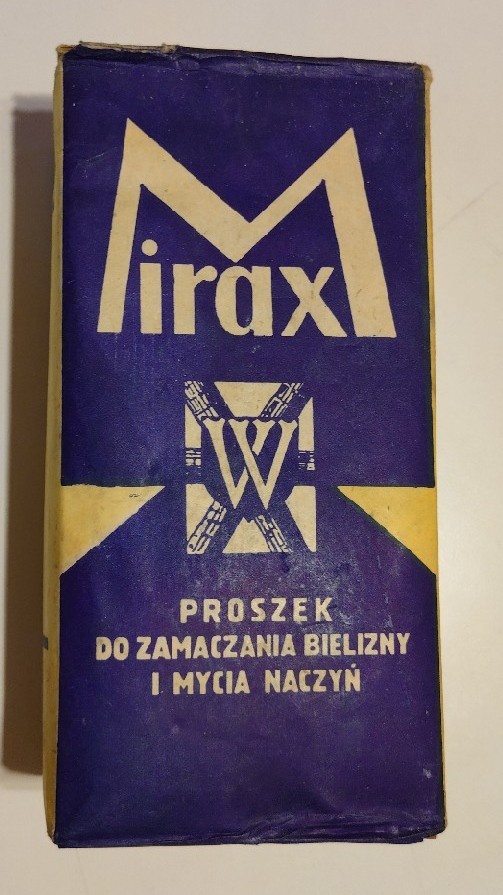 Mirax
W
PROSZEK
DO ZAMACZANIA BIELIZNY
I MYCIA NACZYŃ